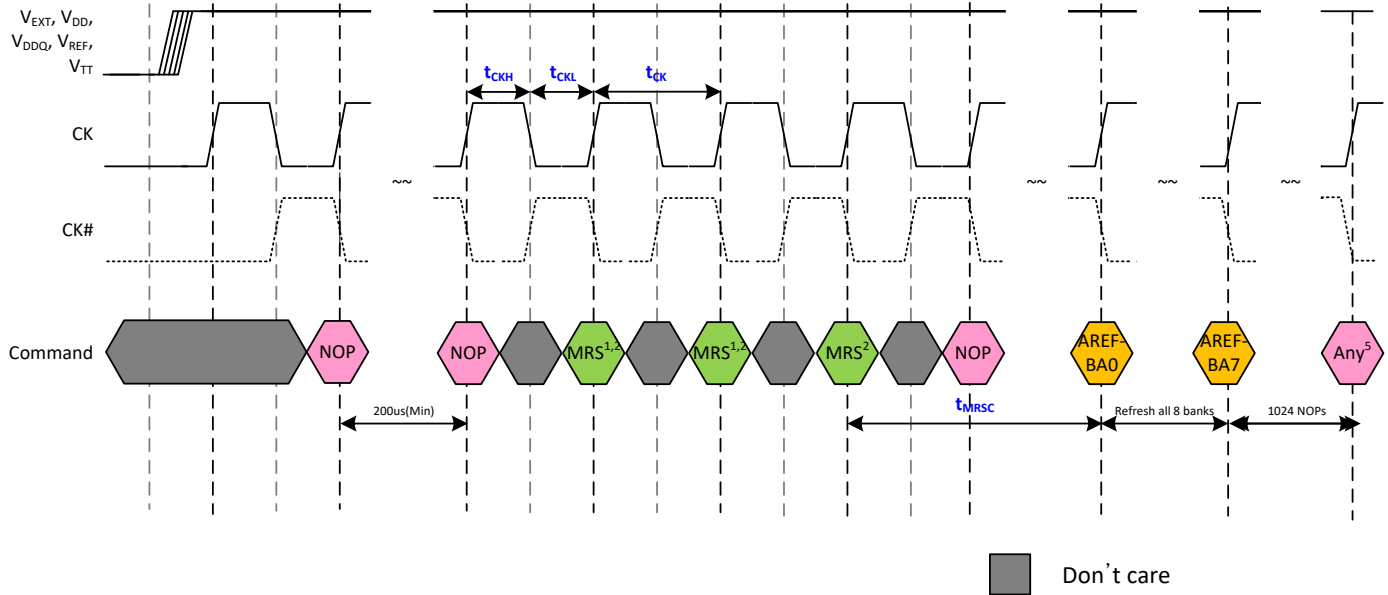 VEXT, VDD,
VDDQ, VREF,
VTT
tCKH tCKL tCK
CK
~~ ~~ ~~ ~~
CK#
Command NOP NOP MRS1,2 MRS1,2 MRS2 NOP AREF-BA0 AREF-BA7 Any5
200us(Min) tMRSC Refresh all 8 banks 1024 NOPs
Don't care